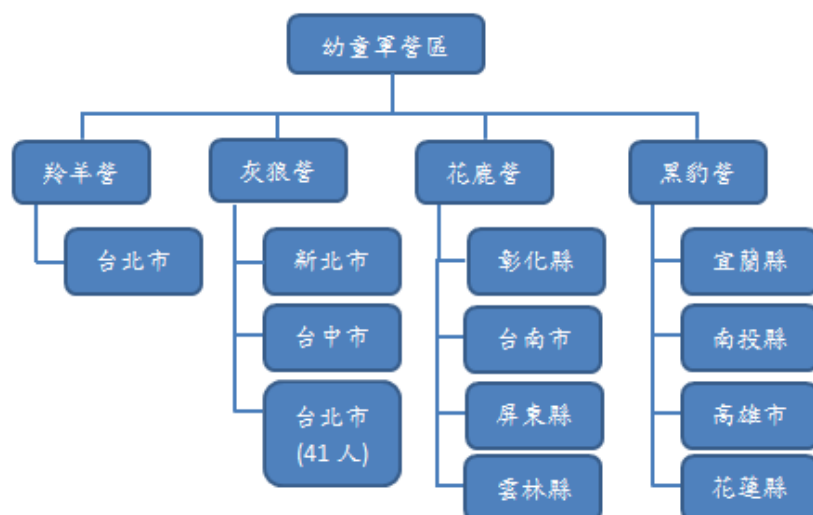 幼童軍營區
羚羊營
台北市
灰狼營
新北市
台中市
台北市
(41 人)
花鹿營
彰化縣
台南市
屏東縣
雲林縣
黑豹營
宜蘭縣
南投縣
高雄市
花蓮縣